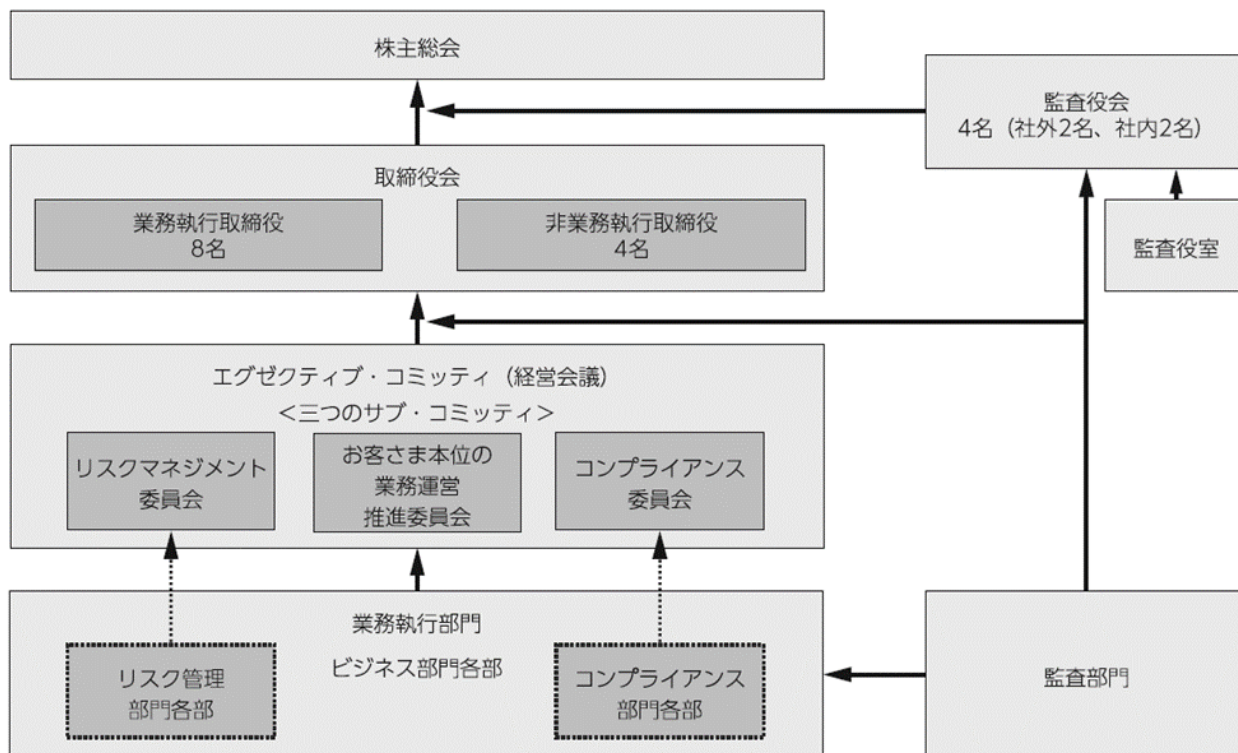 株主総会
監査役会
4名（社外2名、社内2名）
取締役会
業務執行取締役
8名
非業務執行取締役
4名
監査役室
エグゼクティブ・コミッティ（経営会議）
＜三つのサブ・コミッティ＞
リスクマネジメント
委員会
お客さま本位の
業務運営
推進委員会
コンプライアンス
委員会
業務執行部門
ビジネス部門各部
リスク管理
部門各部
コンプライアンス
部門各部
監査部門